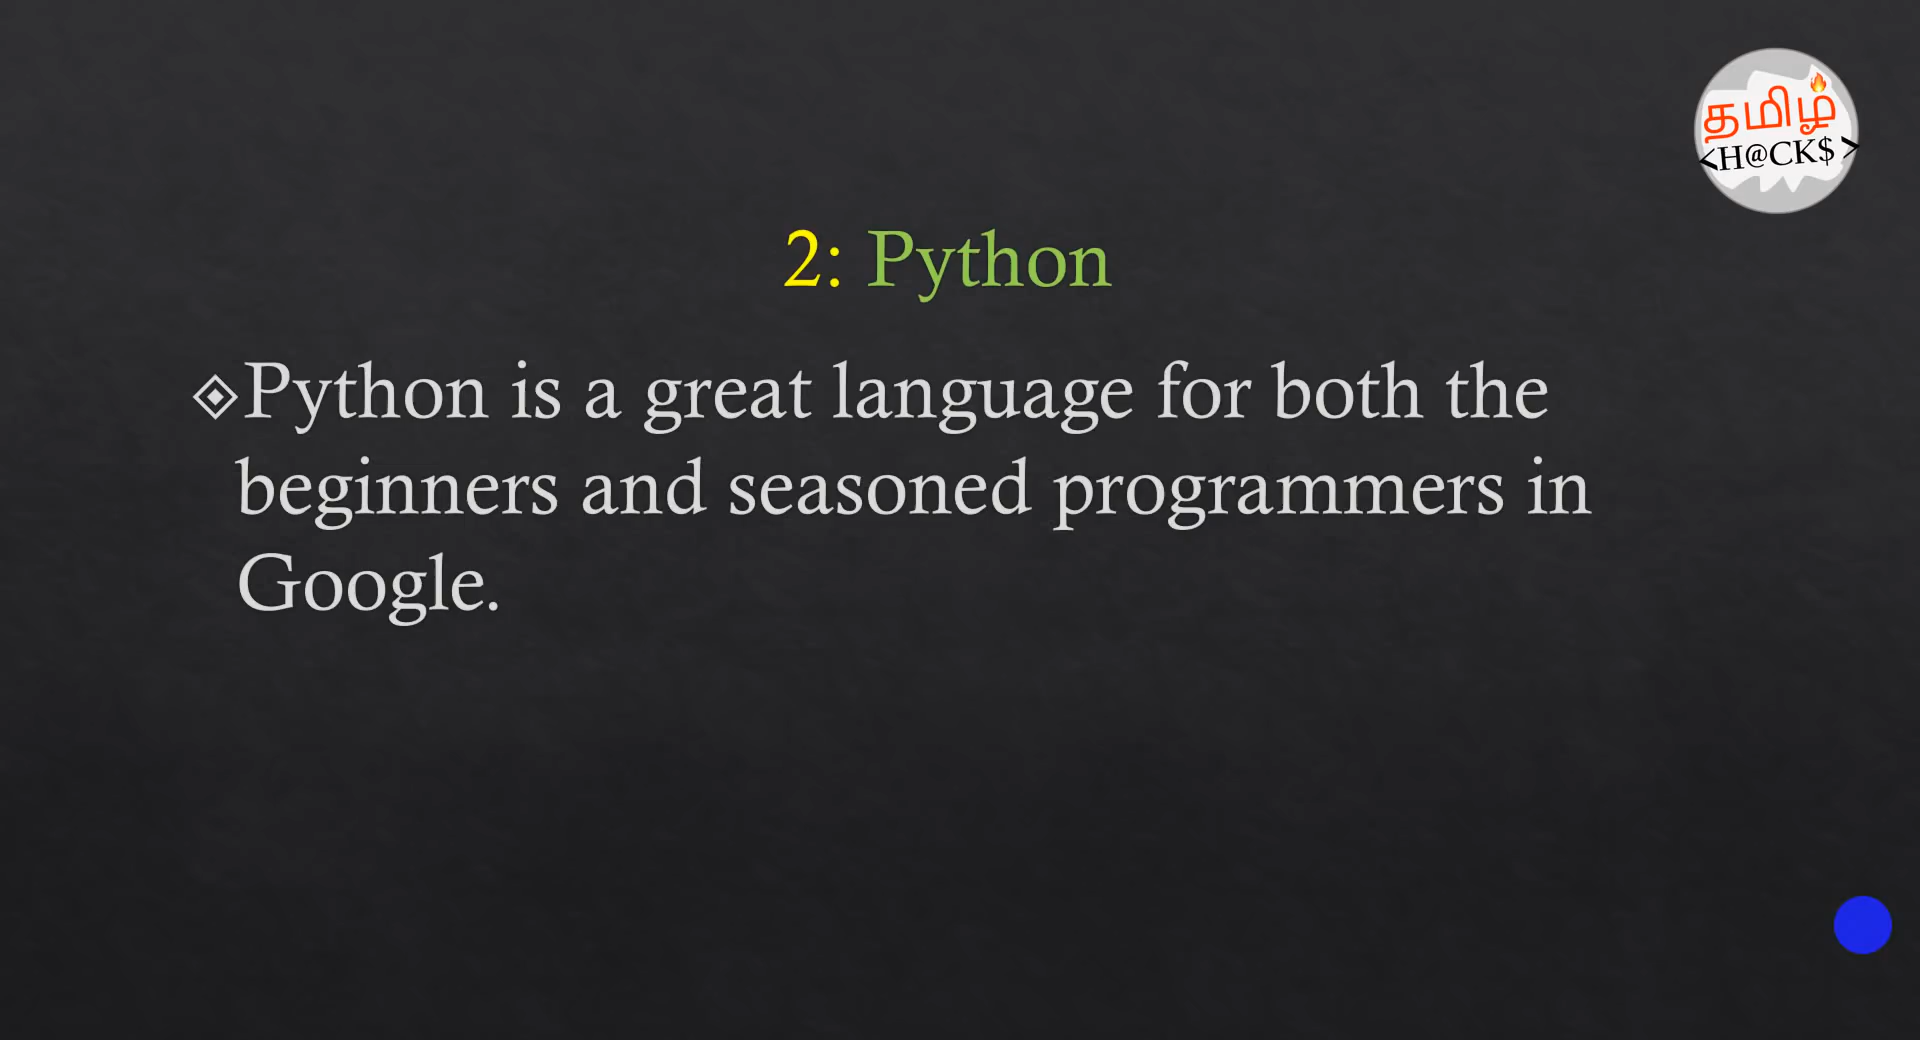 தமிழ்
<H@CK$>
2: Python
Python is a great language for both the
beginners and seasoned programmers in
Google.